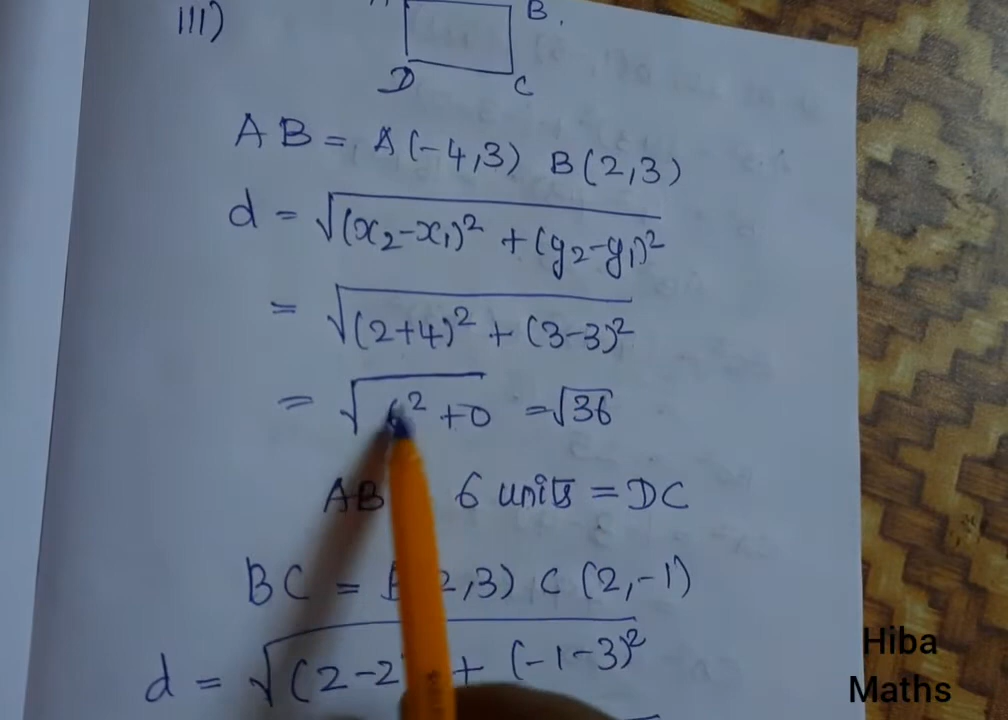 iii)
B.
D
C
AB = A(-4,3) B(2,3)
d = √(x₂-x₁)² + (y₂-y₁)²
= √(2+4)² + (3-3)²
= √6² + 0 = √36
AB 6 units = DC
BC = B(2,3) C(2,-1)
d = √(2-2) + (-1-3)²
Hiba
Maths